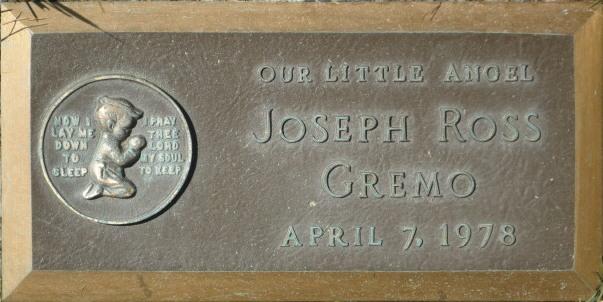 OUR LITTLE ANGEL
JOSEPH ROSS
GREMO
APRIL 7, 1978
NOW I
LAY ME
DOWN
TO
SLEEP
I PRAY
THEE
LORD
MY SOUL
TO KEEP